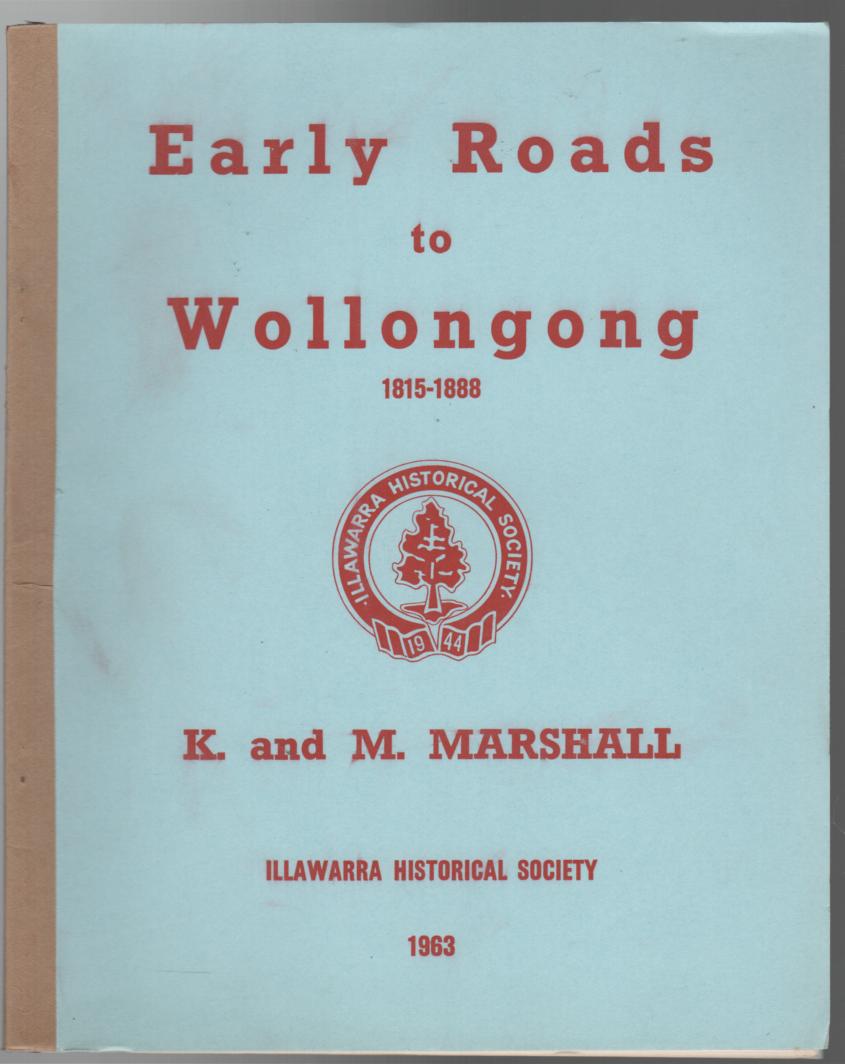 Early Roads
to
Wollongong
1815-1888
·ILLAWARRA HISTORICAL SOCIETY·
19 44
K. and M. MARSHALL
ILLAWARRA HISTORICAL SOCIETY
1963